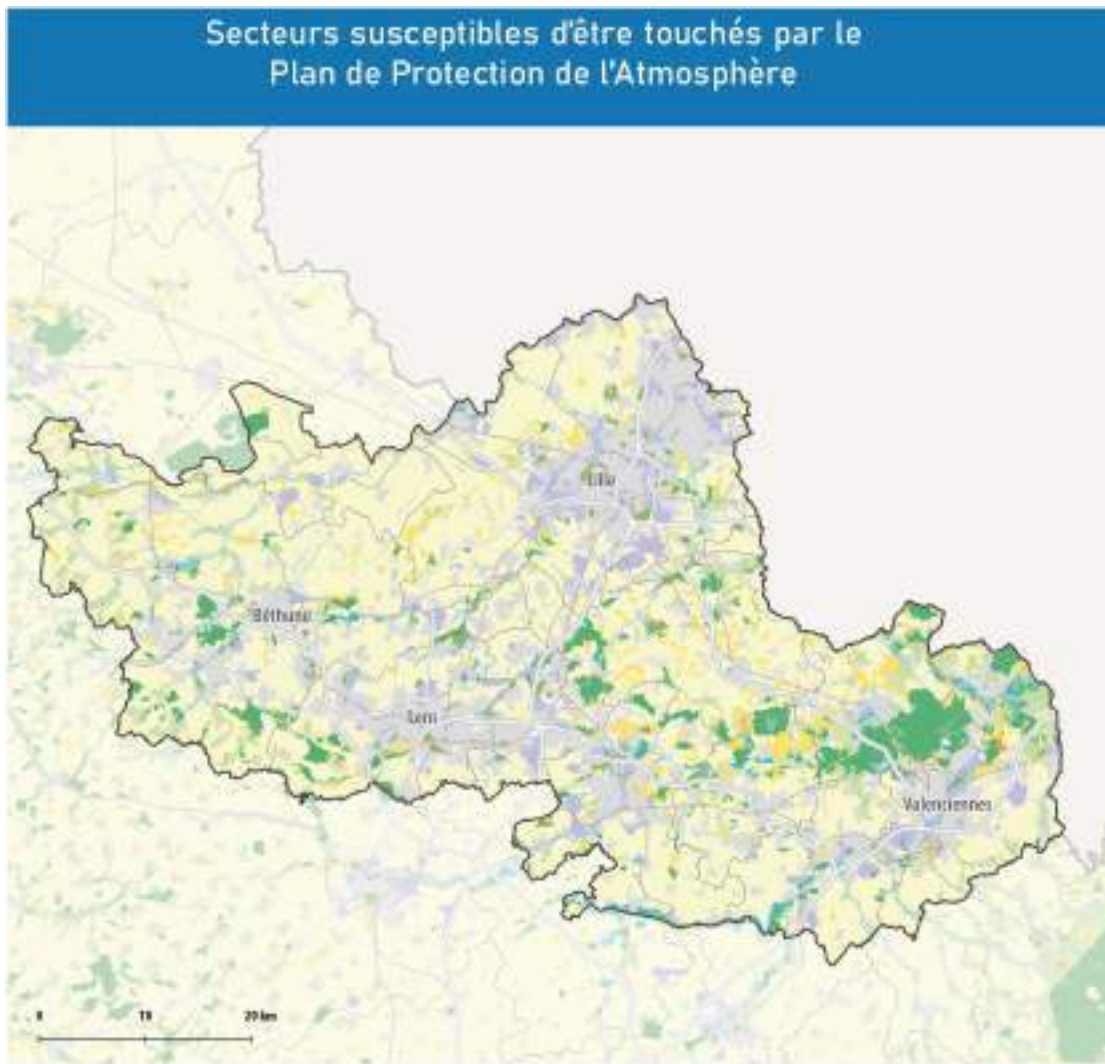 Secteurs susceptibles d'être touchés par le
Plan de Protection de l'Atmosphère
Lille
Béthune
Lens
Valenciennes
0 10 20 km